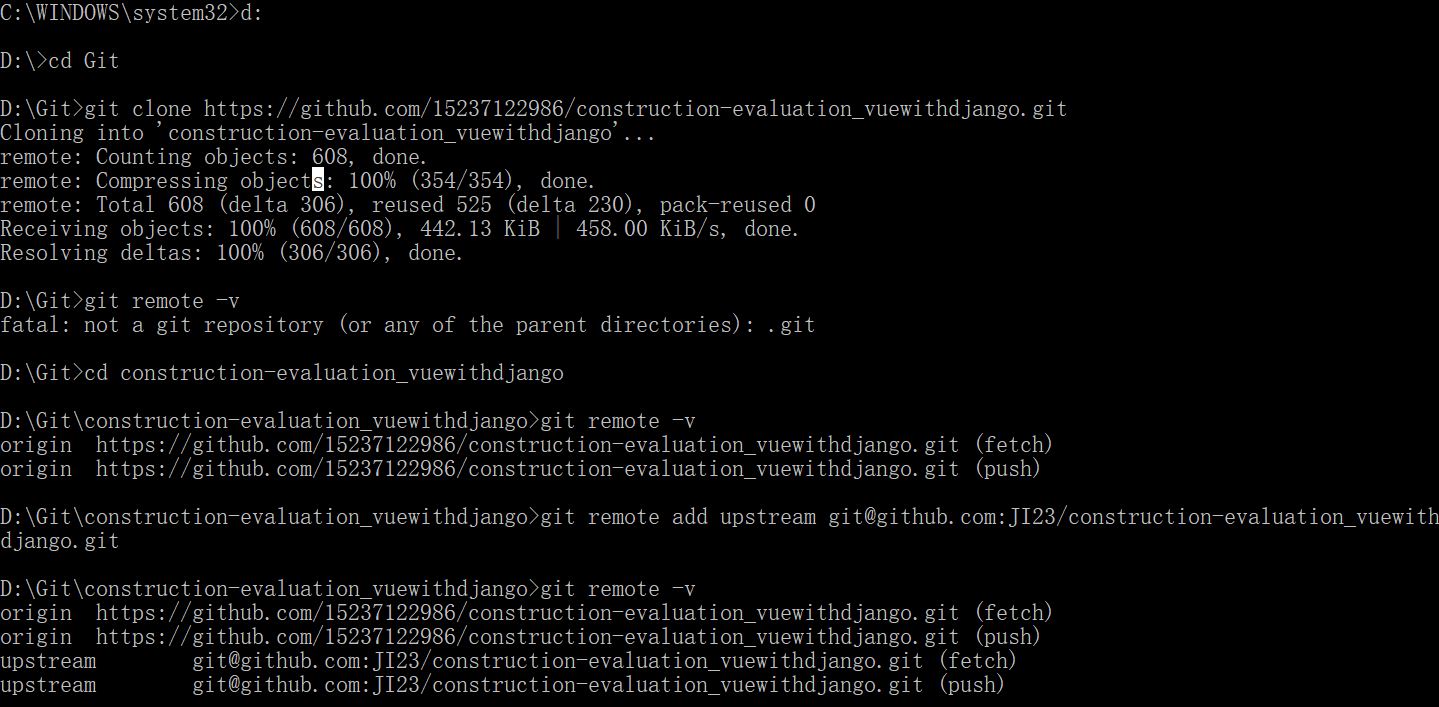 C:\WINDOWS\system32>d:
D:\>cd Git
D:\Git>git clone https://github.com/15237122986/construction-evaluation_vuewithdjango.git
Cloning into 'construction-evaluation_vuewithdjango'...
remote: Counting objects: 608, done.
remote: Compressing objects: 100% (354/354), done.
remote: Total 608 (delta 306), reused 525 (delta 230), pack-reused 0
Receiving objects: 100% (608/608), 442.13 KiB | 458.00 KiB/s, done.
Resolving deltas: 100% (306/306), done.
D:\Git>git remote -v
fatal: not a git repository (or any of the parent directories): .git
D:\Git>cd construction-evaluation_vuewithdjango
D:\Git\construction-evaluation_vuewithdjango>git remote -v
origin  https://github.com/15237122986/construction-evaluation_vuewithdjango.git (fetch)
origin  https://github.com/15237122986/construction-evaluation_vuewithdjango.git (push)
D:\Git\construction-evaluation_vuewithdjango>git remote add upstream git@github.com:JI23/construction-evaluation_vuewith
django.git
D:\Git\construction-evaluation_vuewithdjango>git remote -v
origin  https://github.com/15237122986/construction-evaluation_vuewithdjango.git (fetch)
origin  https://github.com/15237122986/construction-evaluation_vuewithdjango.git (push)
upstream        git@github.com:JI23/construction-evaluation_vuewithdjango.git (fetch)
upstream        git@github.com:JI23/construction-evaluation_vuewithdjango.git (push)